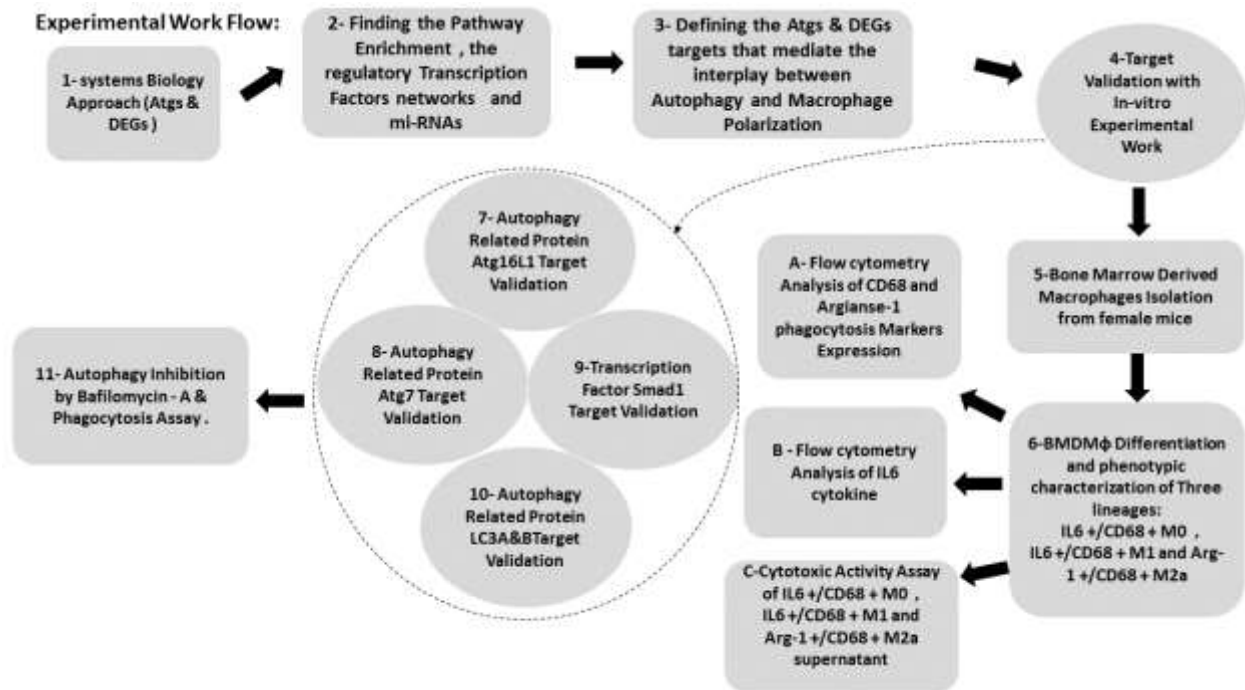 Experimental Work Flow:
1- systems Biology
Approach (Atgs &
DEGs )
2- Finding the Pathway
Enrichment , the
regulatory Transcription
Factors networks and
mi-RNAs
3- Defining the Atgs & DEGs
targets that mediate the
interplay between
Autophagy and Macrophage
Polarization
4-Target
Validation with
In-vitro
Experimental
Work
5-Bone Marrow Derived
Macrophages Isolation
from female mice
6-BMDMϕ Differentiation
and phenotypic
characterization of Three
lineages:
IL6 +/CD68 + M0 ,
IL6 +/CD68 + M1 and Arg-
1 +/CD68 + M2a
A- Flow cytometry
Analysis of CD68 and
Argianse-1
phagocytosis Markers
Expression
B - Flow cytometry
Analysis of IL6
cytokine
C-Cytotoxic Activity Assay
of IL6 +/CD68 + M0 ,
IL6 +/CD68 + M1 and
Arg-1 +/CD68 + M2a
supernatant
7- Autophagy
Related Protein
Atg16L1 Target
Validation
8- Autophagy
Related Protein
Atg7 Target
Validation
9-Transcription
Factor Smad1
Target Validation
10- Autophagy
Related Protein
LC3A&BTarget
Validation
11- Autophagy Inhibition
by Bafilomycin - A &
Phagocytosis Assay .